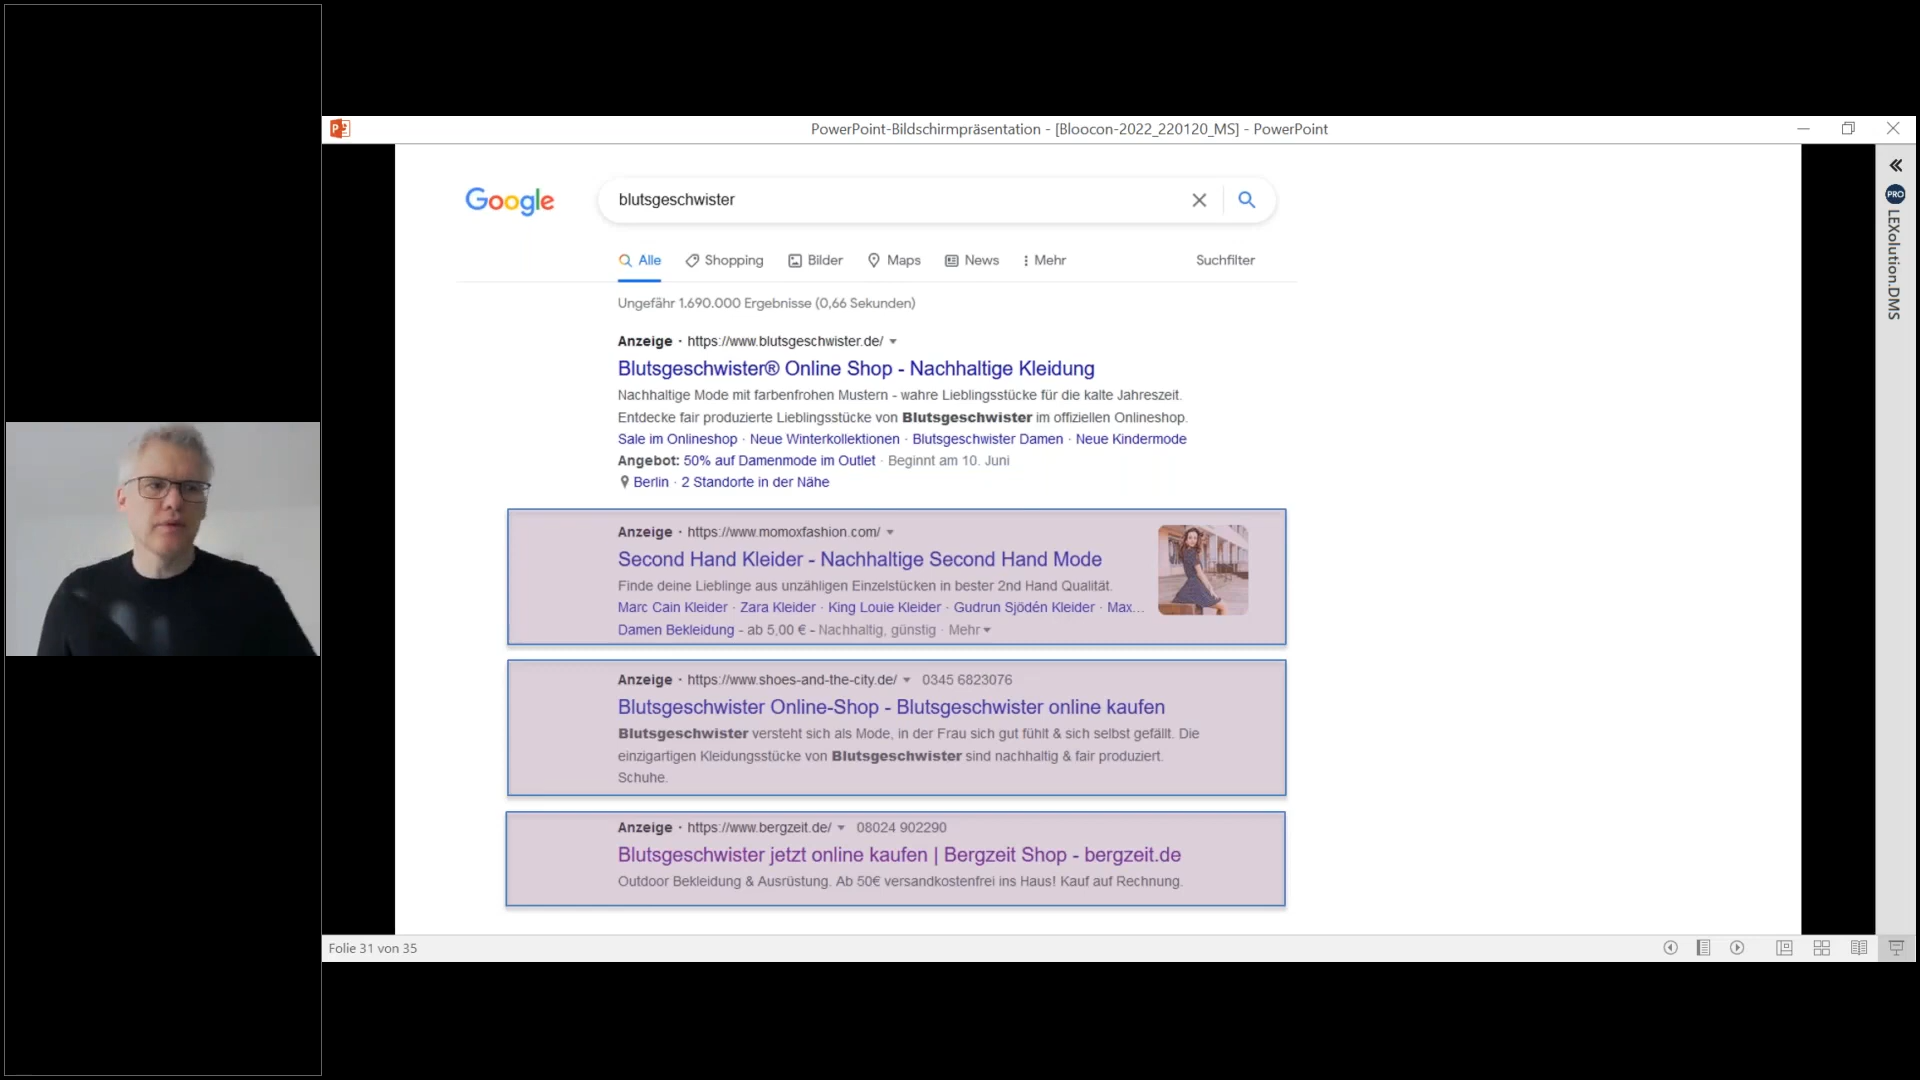 PowerPoint-Bildschirmpräsentation - [Bloocon-2022_220120_MS] - PowerPoint
PRO
LEXolution.DMS
Google
blutsgeschwister
Alle Shopping Bilder Maps News Mehr Suchfilter
Ungefähr 1.690.000 Ergebnisse (0,66 Sekunden)
Anzeige · https://www.blutsgeschwister.de/
Blutsgeschwister® Online Shop - Nachhaltige Kleidung
Nachhaltige Mode mit farbenfrohen Mustern - wahre Lieblingsstücke für die kalte Jahreszeit.
Entdecke fair produzierte Lieblingsstücke von Blutsgeschwister im offiziellen Onlineshop.
Sale im Onlineshop · Neue Winterkollektionen · Blutsgeschwister Damen · Neue Kindermode
Angebot: 50% auf Damenmode im Outlet · Beginnt am 10. Juni
Berlin · 2 Standorte in der Nähe
Anzeige · https://www.momoxfashion.com/
Second Hand Kleider - Nachhaltige Second Hand Mode
Finde deine Lieblinge aus unzähligen Einzelstücken in bester 2nd Hand Qualität.
Marc Cain Kleider · Zara Kleider · King Louie Kleider · Gudrun Sjödén Kleider · Max...
Damen Bekleidung - ab 5,00 € - Nachhaltig, günstig · Mehr
Anzeige · https://www.shoes-and-the-city.de/ 0345 6823076
Blutsgeschwister Online-Shop - Blutsgeschwister online kaufen
Blutsgeschwister versteht sich als Mode, in der Frau sich gut fühlt & sich selbst gefällt. Die
einzigartigen Kleidungsstücke von Blutsgeschwister sind nachhaltig & fair produziert.
Schuhe.
Anzeige · https://www.bergzeit.de/ 08024 902290
Blutsgeschwister jetzt online kaufen | Bergzeit Shop - bergzeit.de
Outdoor Bekleidung & Ausrüstung. Ab 50€ versandkostenfrei ins Haus! Kauf auf Rechnung.
Folie 31 von 35